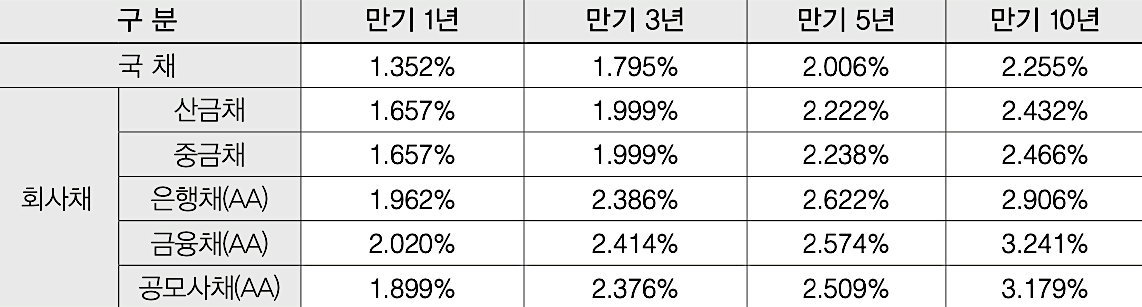 구 분 만기 1년 만기 3년 만기 5년 만기 10년
국 채 1.352% 1.795% 2.006% 2.255%
회사채 산금채 1.657% 1.999% 2.222% 2.432%
중금채 1.657% 1.999% 2.238% 2.466%
은행채(AA) 1.962% 2.386% 2.622% 2.906%
금융채(AA) 2.020% 2.414% 2.574% 3.241%
공모사채(AA) 1.899% 2.376% 2.509% 3.179%